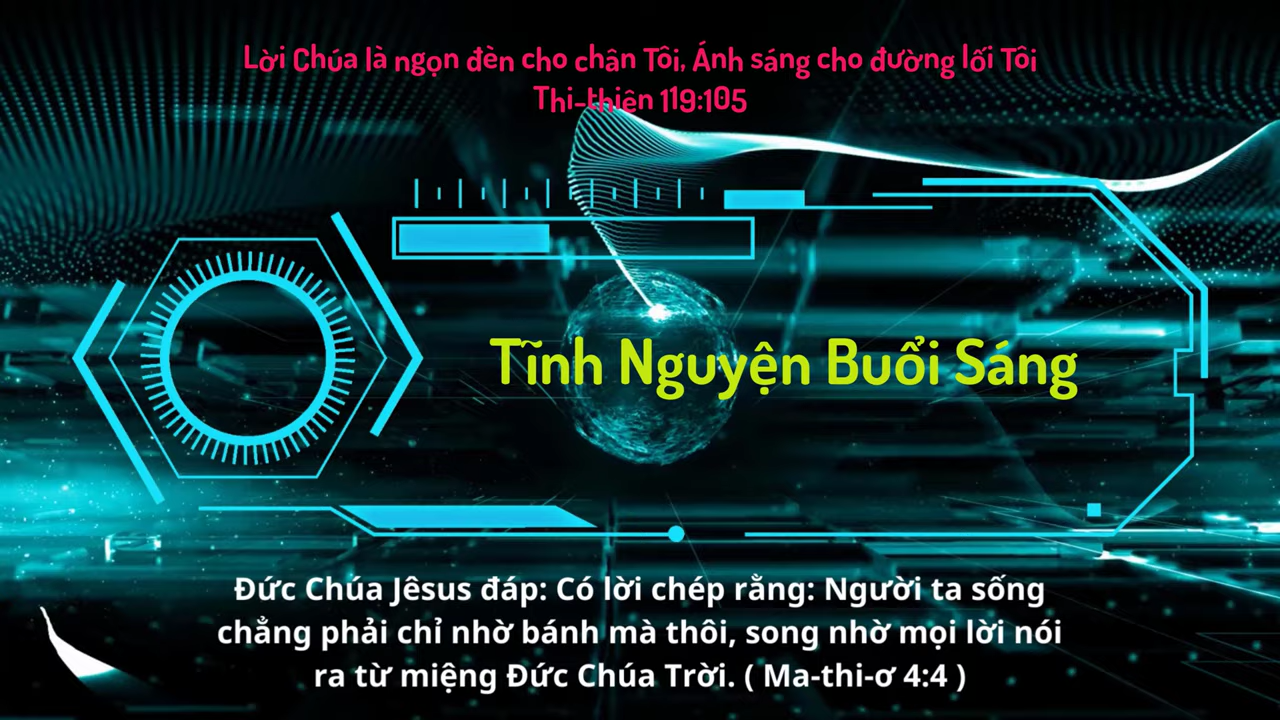 Lời Chúa là ngọn đèn cho chân Tôi, Ánh sáng cho đường lối Tôi
Thi-thiên 119:105
Tĩnh Nguyện Buổi Sáng
Đức Chúa Jêsus đáp: Có lời chép rằng: Người ta sống
chẳng phải chỉ nhờ bánh mà thôi, song nhờ mọi lời nói
ra từ miệng Đức Chúa Trời. ( Ma-thi-ơ 4:4 )